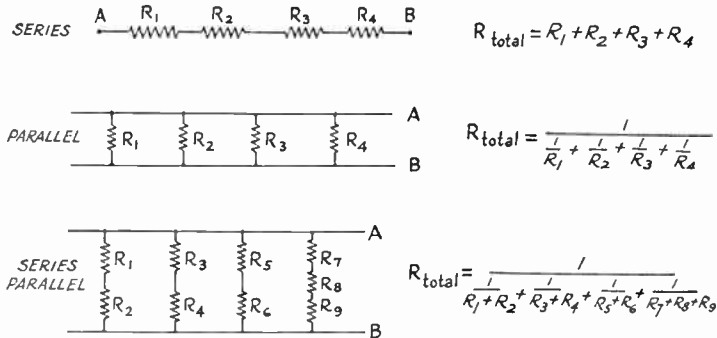 SERIES
A R1 R2 R3 R4 B
R total = R1 + R2 + R3 + R4
PARALLEL
A
R1 R2 R3 R4
B
Rtotal = 1 / (1/R1 + 1/R2 + 1/R3 + 1/R4)
SERIES
PARALLEL
A
R1 R3 R5 R7
R8
R2 R4 R6 R9
B
Rtotal = 1 / (1/(R1+R2) + 1/(R3+R4) + 1/(R5+R6) + 1/(R7+R8+R9))